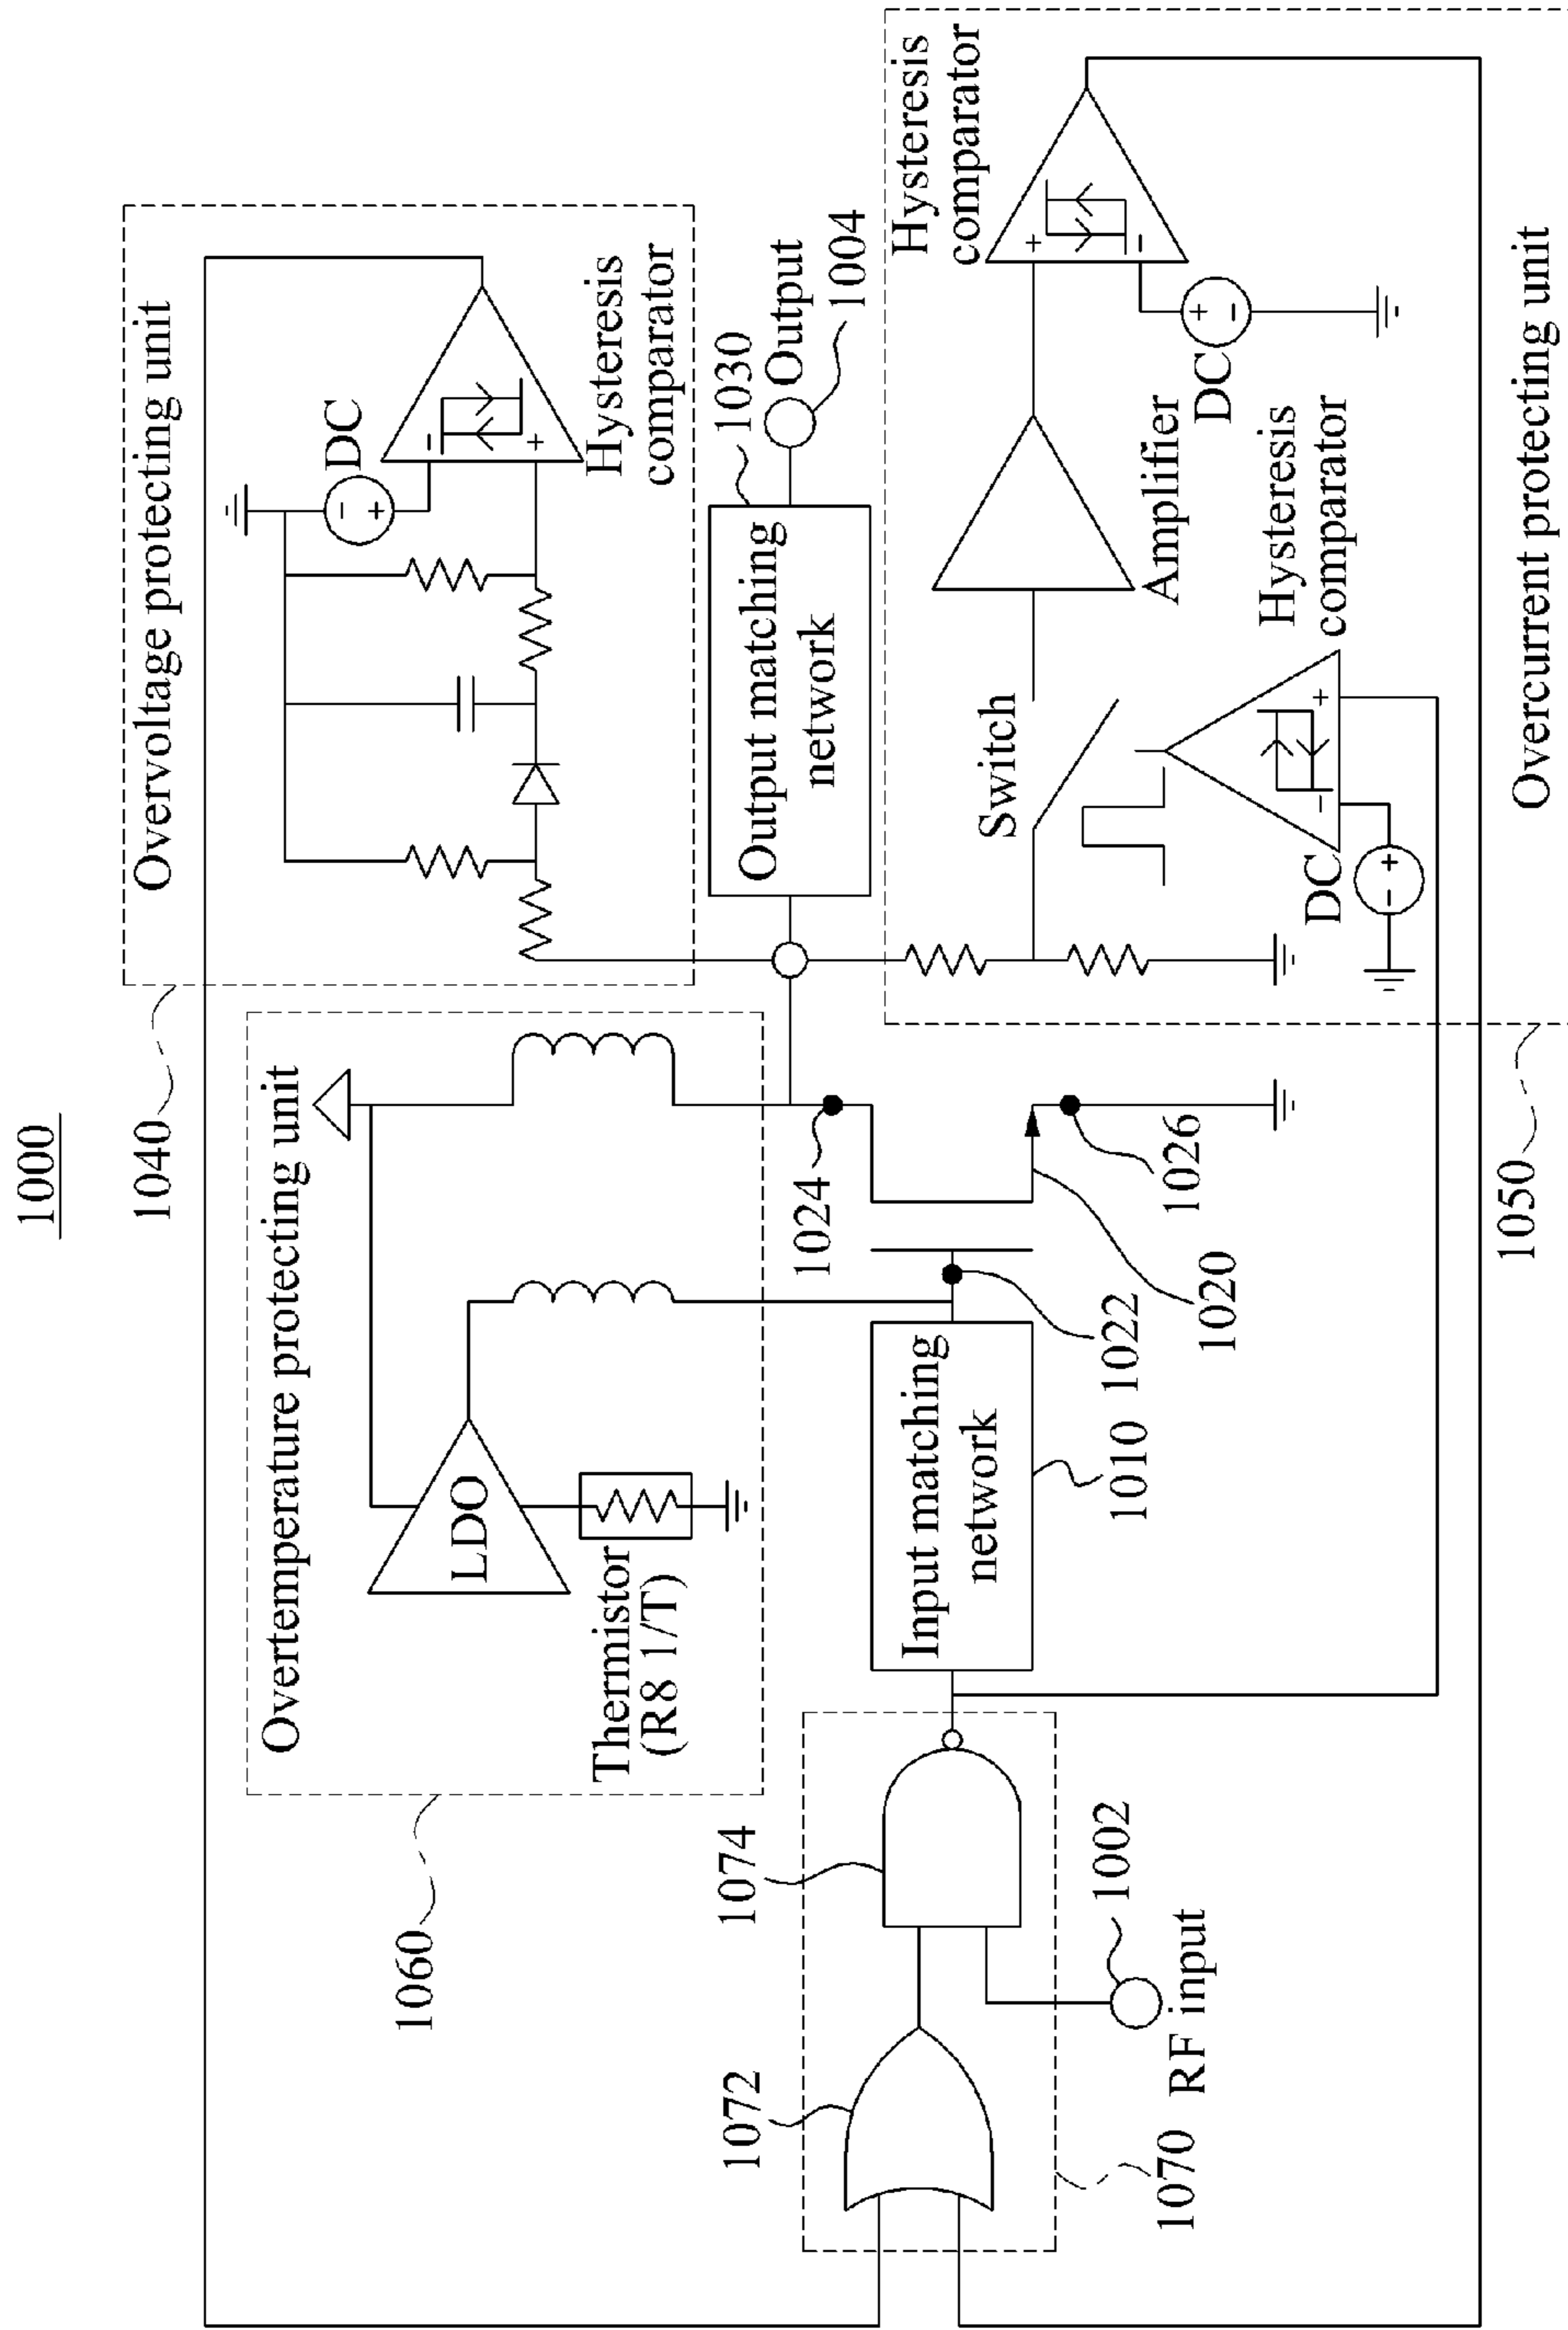 1000
1040
Overvoltage protecting unit
DC
−
+
−
+
Hysteresis
comparator
1060
Overtemperature protecting unit
LDO
Thermistor
(R8 1/T)
1024
1022
1020
1026
Input matching
network
1010
1030
Output matching
network
Output
1004
1072
1074
1070
1002
RF input
1050
Overcurrent protecting unit
Switch
Amplifier
Hysteresis
comparator
+
−
DC
+
−
Hysteresis
comparator
+
−
DC
+
−